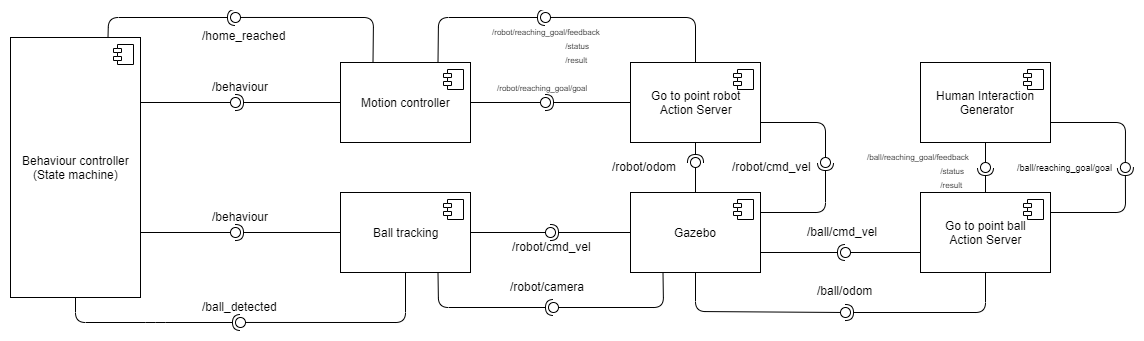 /home_reached
/robot/reaching_goal/feedback
/status
/result
/behaviour
/robot/reaching_goal/goal
Motion controller
Go to point robot
Action Server
Human Interaction
Generator
Behaviour controller
(State machine)
/robot/odom
/robot/cmd_vel
/ball/reaching_goal/feedback
/status
/result
/ball/reaching_goal/goal
/behaviour
Ball tracking
/robot/cmd_vel
Gazebo
/ball/cmd_vel
Go to point ball
Action Server
/robot/camera
/ball/odom
/ball_detected